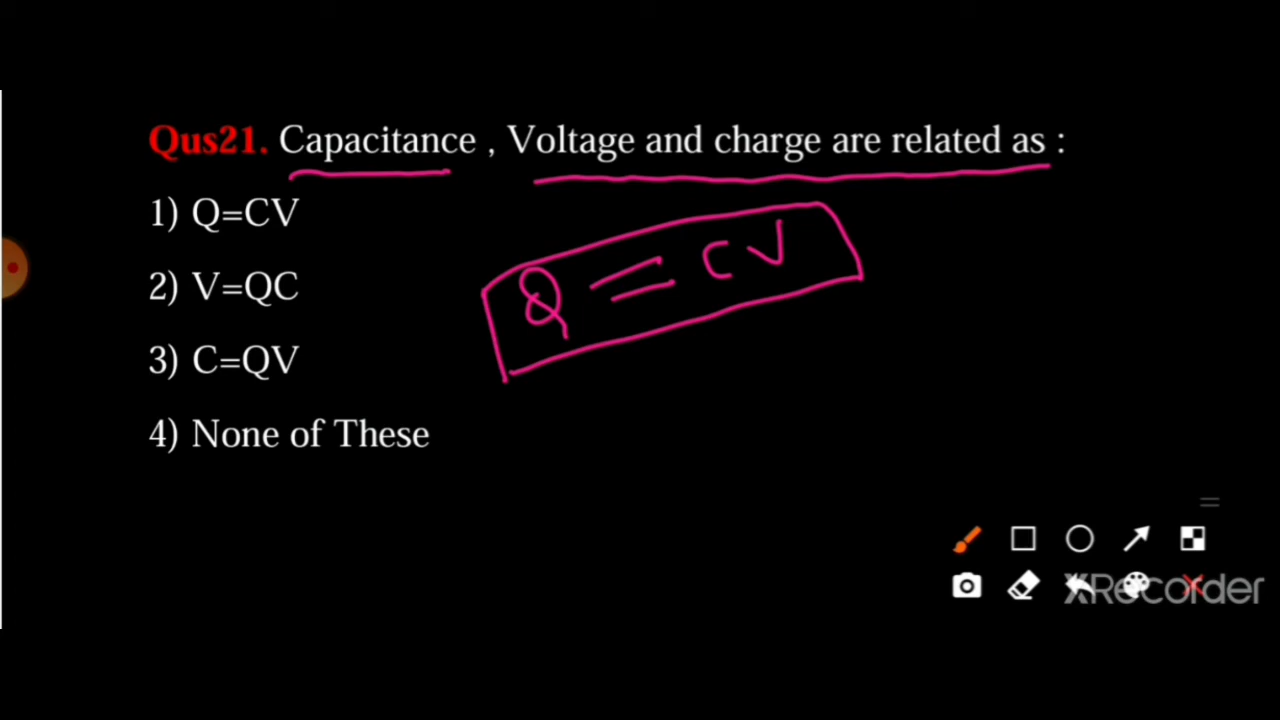 Qus21. Capacitance , Voltage and charge are related as :
1) Q=CV
Q = CV
2) V=QC
3) C=QV
4) None of These
XRecorder